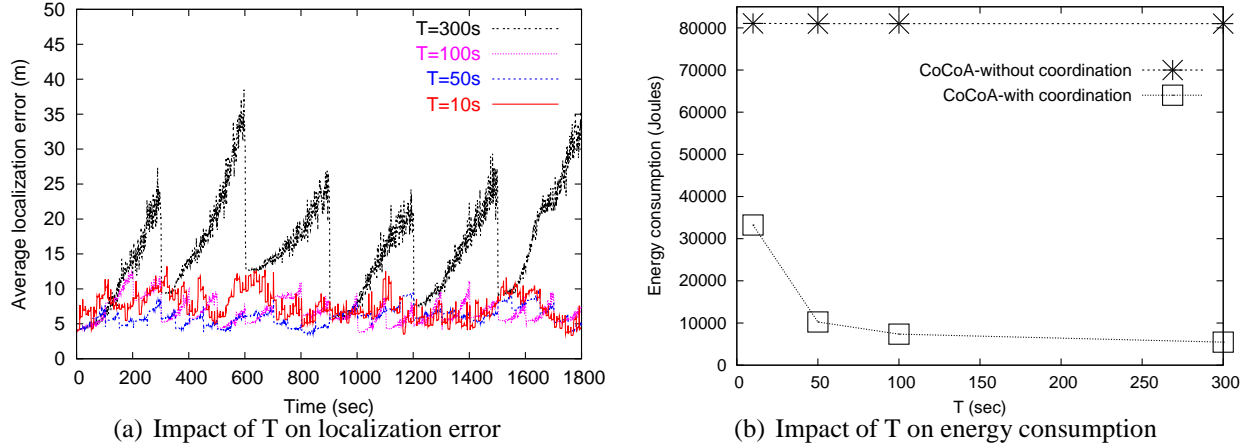 50
45
40
35
30
25
20
15
10
5
0
Average localization error (m)
T=300s
T=100s
T=50s
T=10s
0 200 400 600 800 1000 1200 1400 1600 1800
Time (sec)
(a) Impact of T on localization error
80000
70000
60000
50000
40000
30000
20000
10000
0
Energy consumption (Joules)
CoCoA-without coordination
CoCoA-with coordination
0 50 100 150 200 250 300
T (sec)
(b) Impact of T on energy consumption